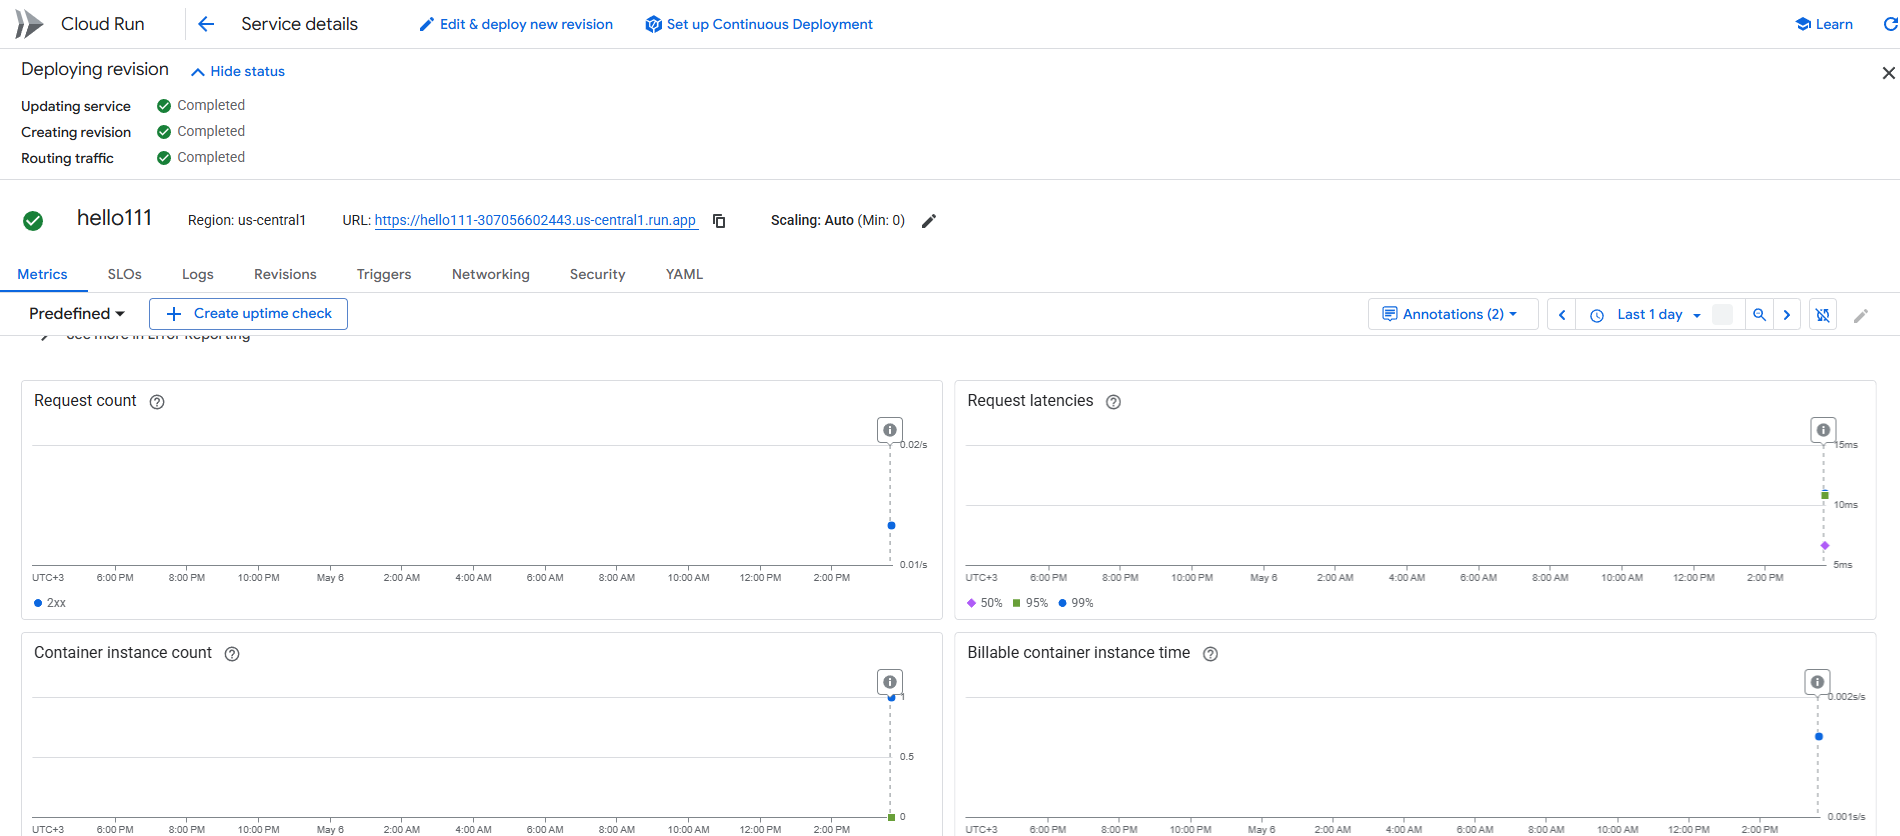 Cloud Run
Service details
Edit & deploy new revision
Set up Continuous Deployment
Learn
Deploying revision
Hide status
Updating service Completed
Creating revision Completed
Routing traffic Completed
hello111
Region: us-central1
URL: https://hello111-307056602443.us-central1.run.app
Scaling: Auto (Min: 0)
Metrics SLOs Logs Revisions Triggers Networking Security YAML
Predefined
Create uptime check
Annotations (2)
Last 1 day
See more in Error Reporting
Request count
0.02/s
0.01/s
UTC+3 6:00 PM 8:00 PM 10:00 PM May 6 2:00 AM 4:00 AM 6:00 AM 8:00 AM 10:00 AM 12:00 PM 2:00 PM
2xx
Request latencies
15ms
10ms
5ms
UTC+3 6:00 PM 8:00 PM 10:00 PM May 6 2:00 AM 4:00 AM 6:00 AM 8:00 AM 10:00 AM 12:00 PM 2:00 PM
50% 95% 99%
Container instance count
1
0.5
0
UTC+3 6:00 PM 8:00 PM 10:00 PM May 6 2:00 AM 4:00 AM 6:00 AM 8:00 AM 10:00 AM 12:00 PM 2:00 PM
Billable container instance time
0.002s/s
0.001s/s
UTC+3 6:00 PM 8:00 PM 10:00 PM May 6 2:00 AM 4:00 AM 6:00 AM 8:00 AM 10:00 AM 12:00 PM 2:00 PM